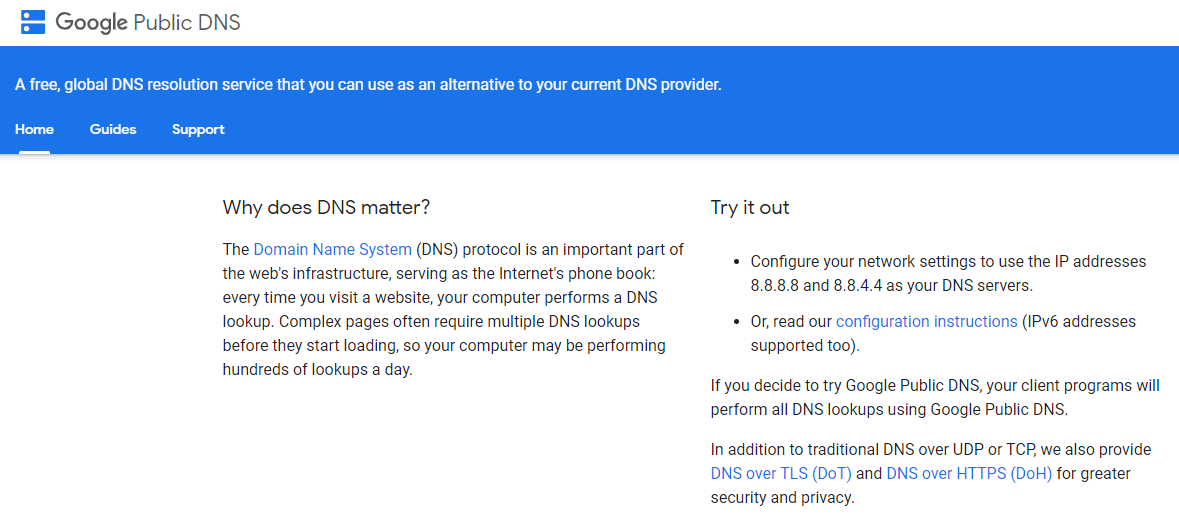 Google Public DNS
A free, global DNS resolution service that you can use as an alternative to your current DNS provider.
Home Guides Support
Why does DNS matter?
The Domain Name System (DNS) protocol is an important part of
the web's infrastructure, serving as the Internet's phone book:
every time you visit a website, your computer performs a DNS
lookup. Complex pages often require multiple DNS lookups
before they start loading, so your computer may be performing
hundreds of lookups a day.
Try it out
• Configure your network settings to use the IP addresses
8.8.8.8 and 8.8.4.4 as your DNS servers.
• Or, read our configuration instructions (IPv6 addresses
supported too).
If you decide to try Google Public DNS, your client programs will
perform all DNS lookups using Google Public DNS.
In addition to traditional DNS over UDP or TCP, we also provide
DNS over TLS (DoT) and DNS over HTTPS (DoH) for greater
security and privacy.